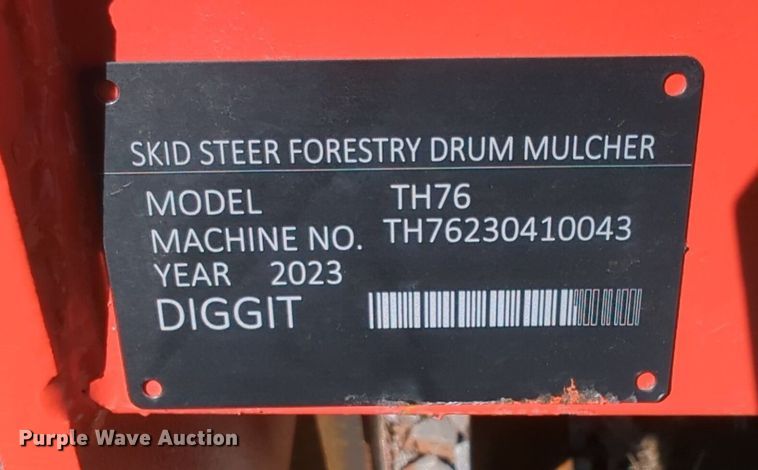 SKID STEER FORESTRY DRUM MULCHER
MODEL TH76
MACHINE NO. TH76230410043
YEAR 2023
DIGGIT
Purple Wave Auction